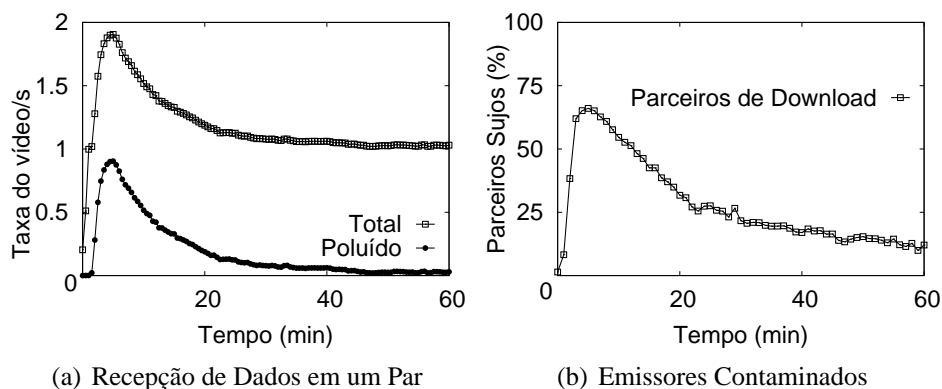 2
1.5
1
0.5
0
Taxa do vídeo/s
Total
Poluído
20
40
60
Tempo (min)
(a) Recepção de Dados em um Par
100
75
50
25
0
Parceiros Sujos (%)
Parceiros de Download
20
40
60
Tempo (min)
(b) Emissores Contaminados